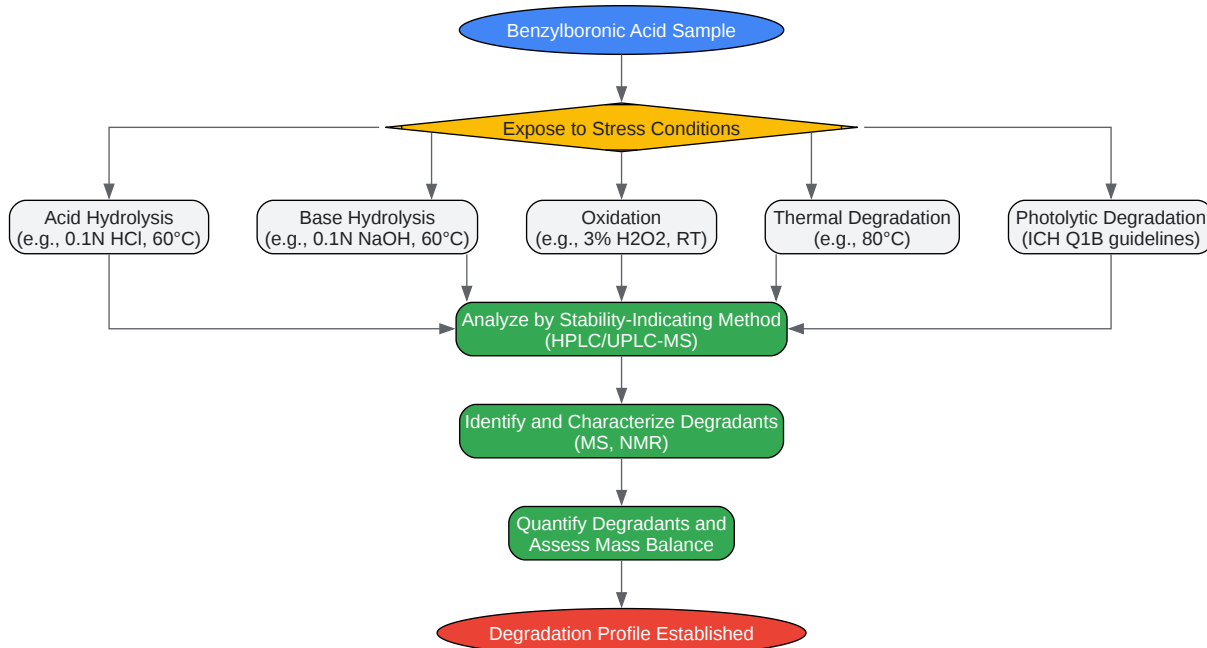 Benzylboronic Acid Sample
Expose to Stress Conditions
Acid Hydrolysis
(e.g., 0.1N HCl, 60°C)
Base Hydrolysis
(e.g., 0.1N NaOH, 60°C)
Oxidation
(e.g., 3% H2O2, RT)
Thermal Degradation
(e.g., 80°C)
Photolytic Degradation
(ICH Q1B guidelines)
Analyze by Stability-Indicating Method
(HPLC/UPLC-MS)
Identify and Characterize Degradants
(MS, NMR)
Quantify Degradants and
Assess Mass Balance
Degradation Profile Established